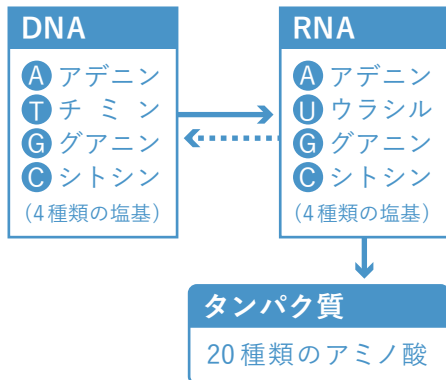 DNA
A アデニン
T チミン
G グアニン
C シトシン
(4種類の塩基)
RNA
A アデニン
U ウラシル
G グアニン
C シトシン
(4種類の塩基)
タンパク質
20種類のアミノ酸